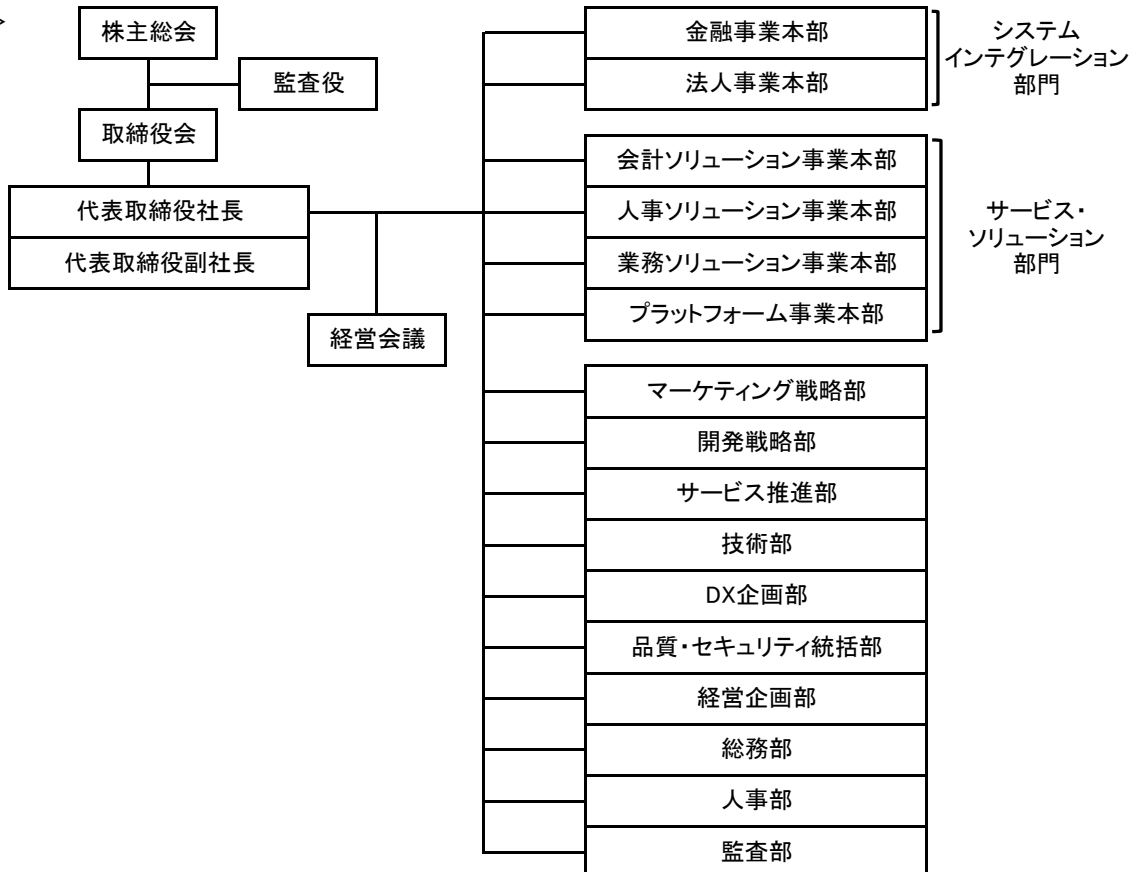 株主総会
監査役
取締役会
代表取締役社長
代表取締役副社長
経営会議
金融事業本部
法人事業本部
システム
インテグレーション
部門
会計ソリューション事業本部
人事ソリューション事業本部
業務ソリューション事業本部
プラットフォーム事業本部
サービス・
ソリューション
部門
マーケティング戦略部
開発戦略部
サービス推進部
技術部
DX企画部
品質・セキュリティ統括部
経営企画部
総務部
人事部
監査部